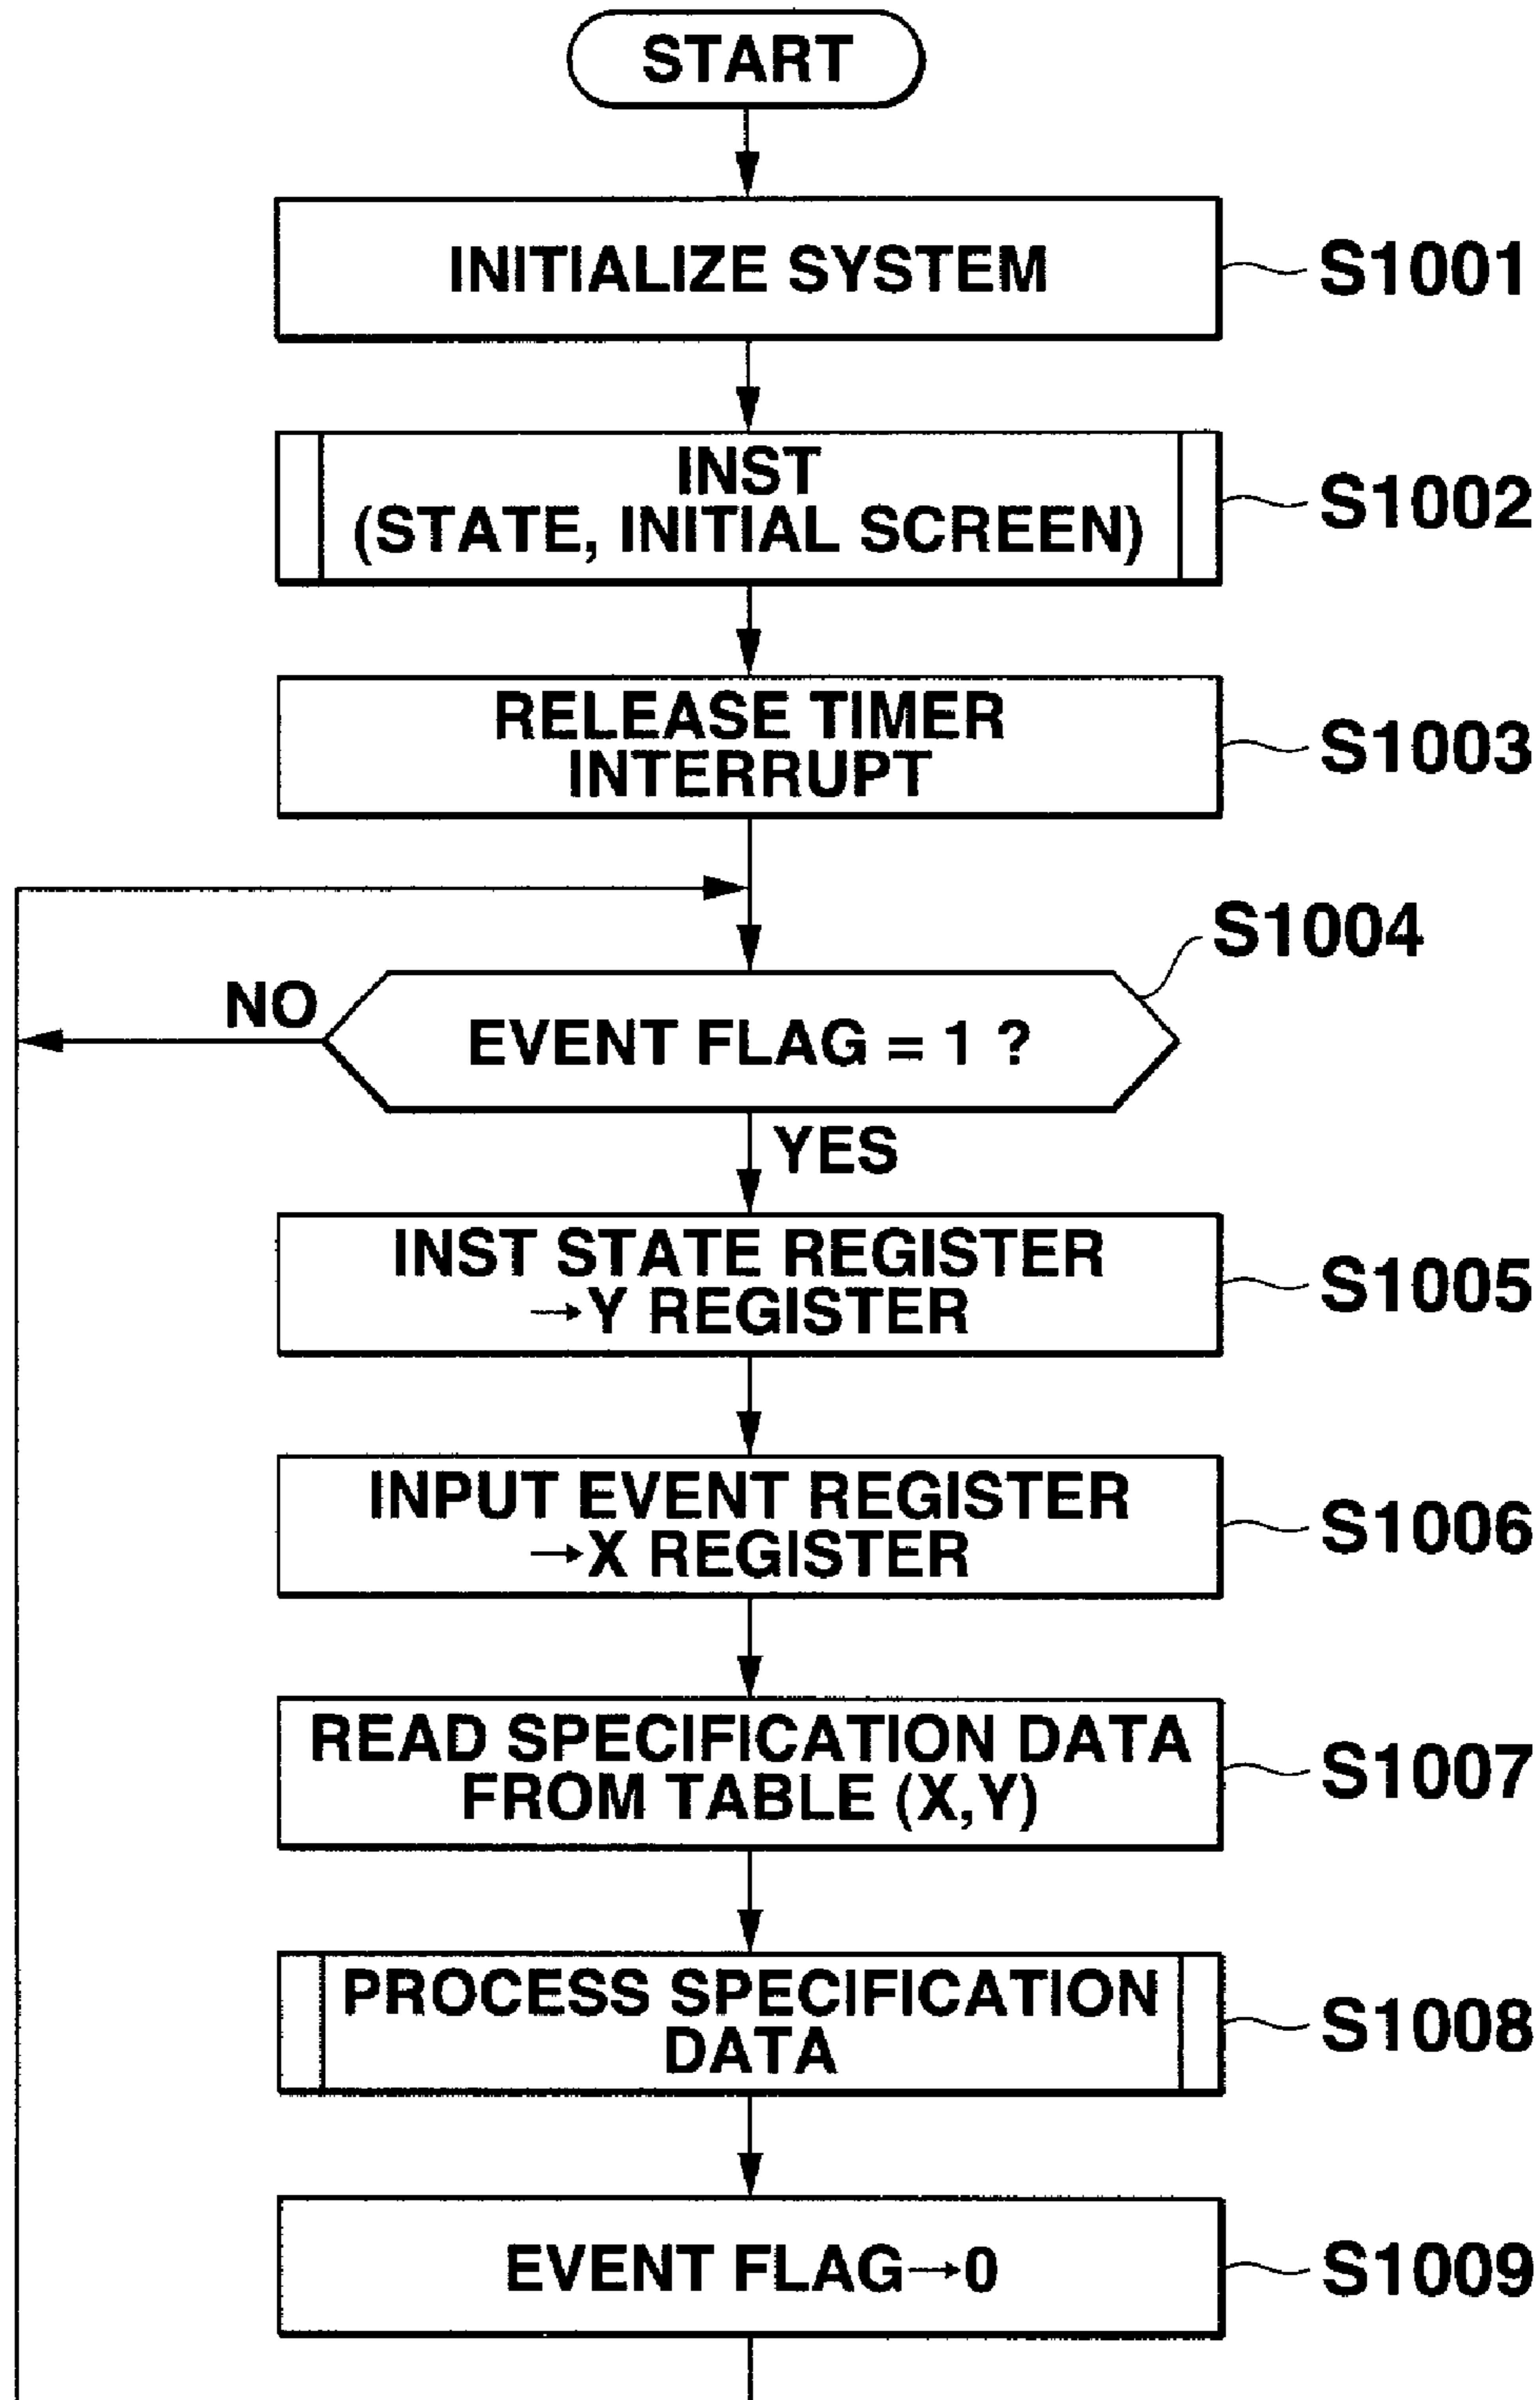 START
INITIALIZE SYSTEM
S1001
INST
(STATE, INITIAL SCREEN)
S1002
RELEASE TIMER
INTERRUPT
S1003
S1004
NO
EVENT FLAG = 1 ?
YES
INST STATE REGISTER
→Y REGISTER
S1005
INPUT EVENT REGISTER
→X REGISTER
S1006
READ SPECIFICATION DATA
FROM TABLE (X,Y)
S1007
PROCESS SPECIFICATION
DATA
S1008
EVENT FLAG→0
S1009